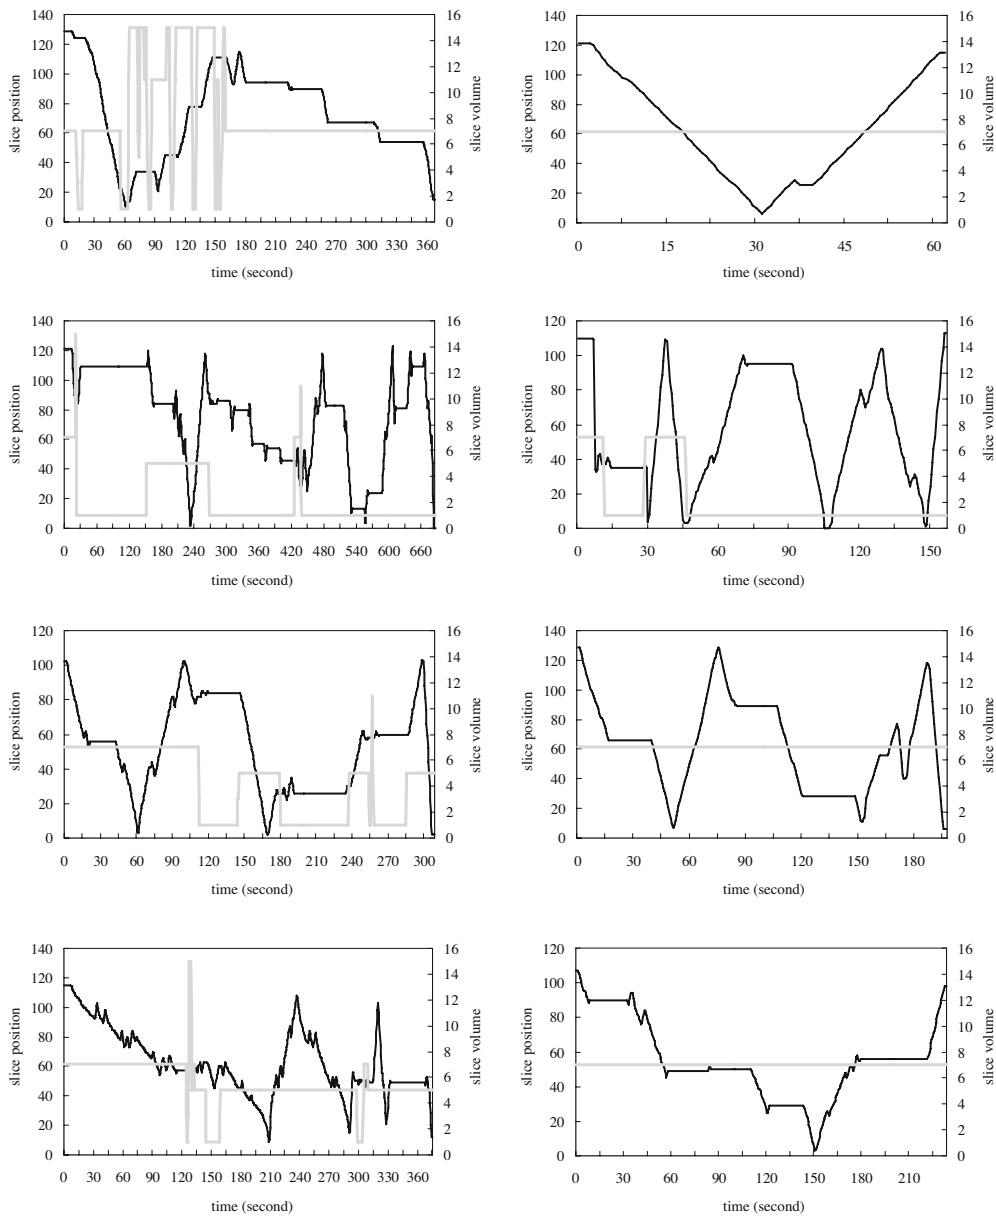 140 120 100 80 60 40 20 0
slice position
16 14 12 10 8 6 4 2 0
slice volume
0 30 60 90 120 150 180 210 240 270 300 330 360
time (second)
140 120 100 80 60 40 20 0
slice position
16 14 12 10 8 6 4 2 0
slice volume
0 15 30 45 60
time (second)
140 120 100 80 60 40 20 0
slice position
16 14 12 10 8 6 4 2 0
slice volume
0 60 120 180 240 300 360 420 480 540 600 660
time (second)
120 100 80 60 40 20 0
slice position
16 14 12 10 8 6 4 2 0
slice volume
0 30 60 90 120 150
time (second)
120 100 80 60 40 20 0
slice position
16 14 12 10 8 6 4 2 0
slice volume
0 30 60 90 120 150 180 210 240 270 300
time (second)
140 120 100 80 60 40 20 0
slice position
16 14 12 10 8 6 4 2 0
slice volume
0 30 60 90 120 150 180
time (second)
140 120 100 80 60 40 20 0
slice position
16 14 12 10 8 6 4 2 0
slice volume
0 30 60 90 120 150 180 210 240 270 300 330 360
time (second)
120 100 80 60 40 20 0
slice position
16 14 12 10 8 6 4 2 0
slice volume
0 30 60 90 120 150 180 210
time (second)